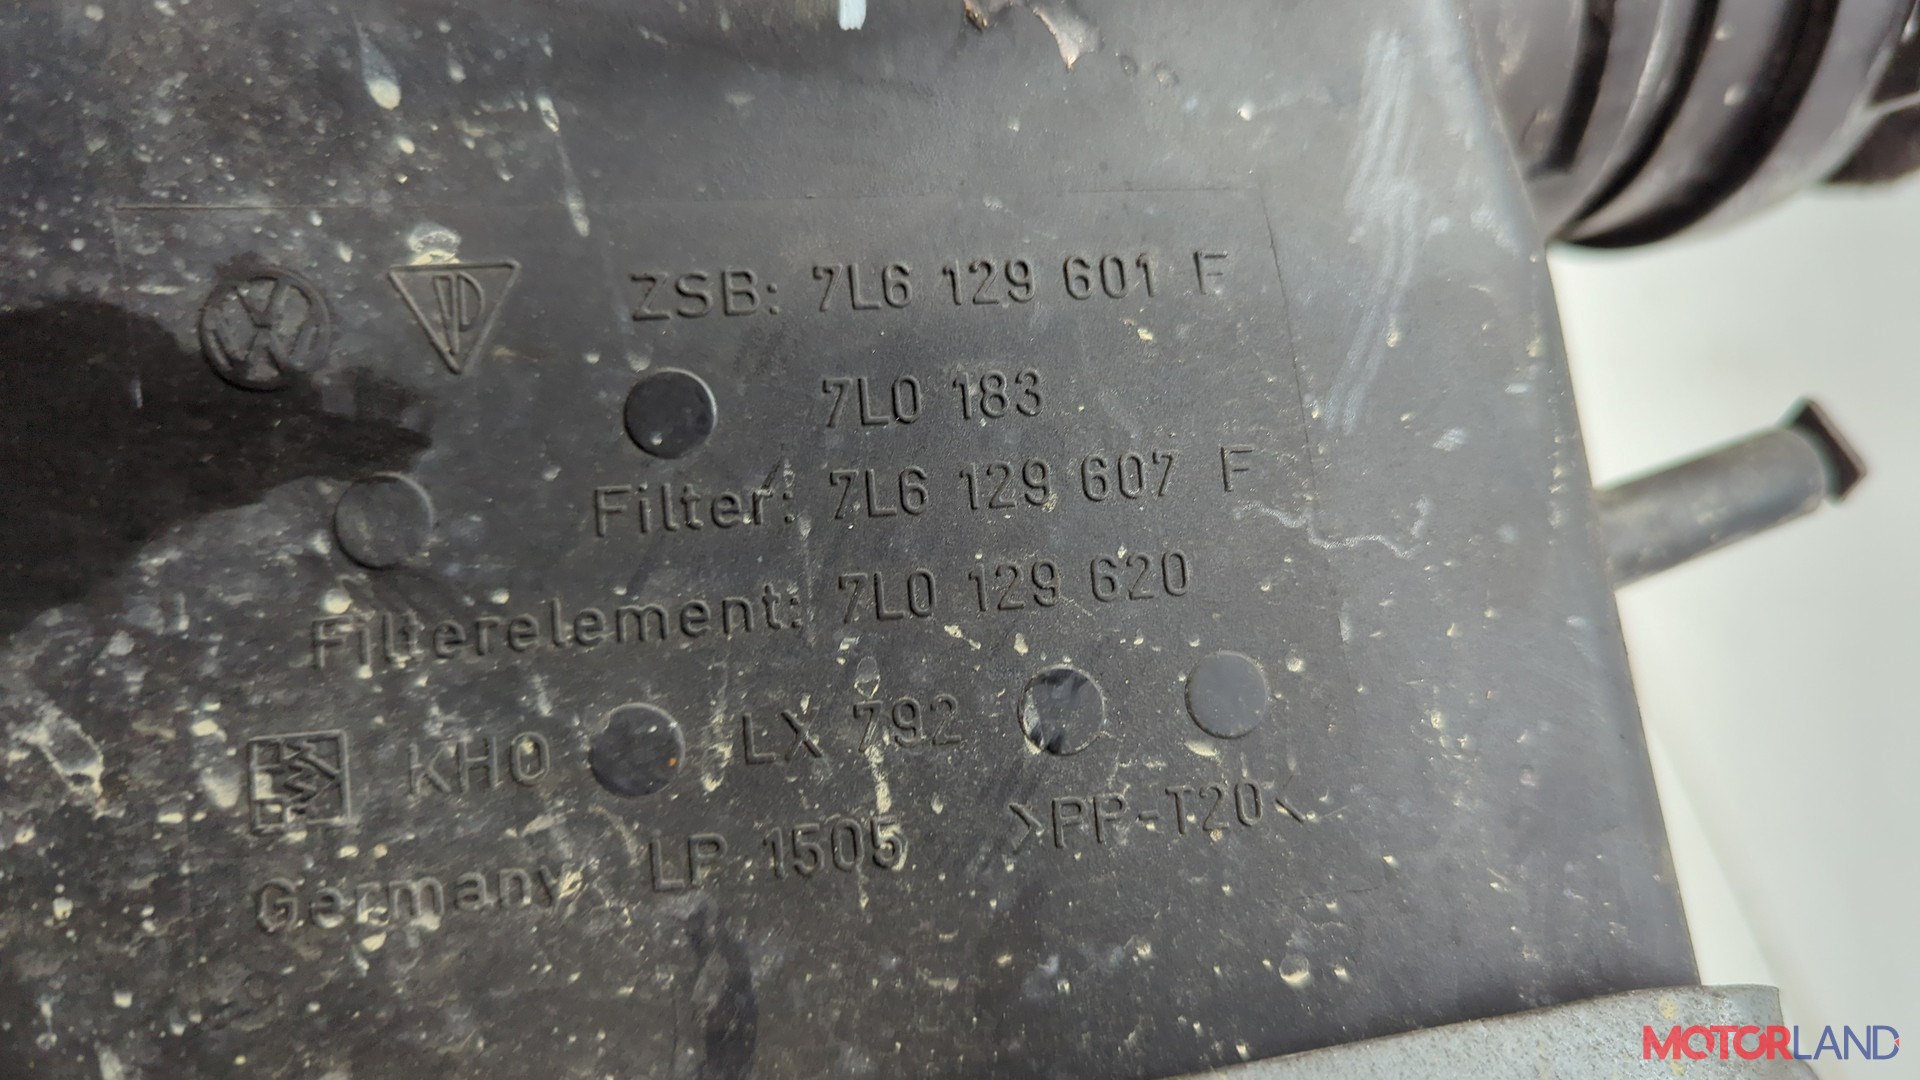 ZSB: 7L6 129 601 F
7L0 183
Filter: 7L6 129 607 F
Filterelement: 7L0 129 620
KHO LX 792
Germany LP 1505 >PP-T20<
MOTORLAND